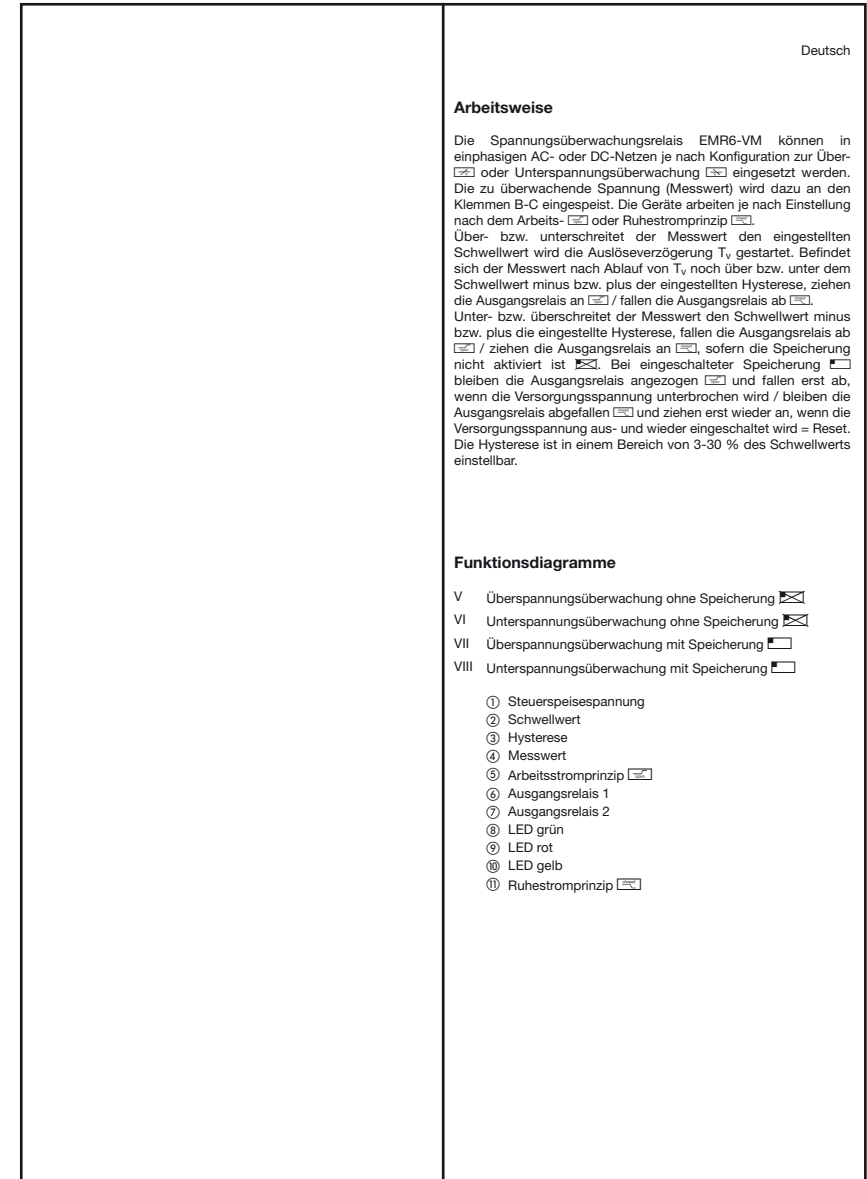 Deutsch
Arbeitsweise
Die Spannungsüberwachungsrelais EMR6-VM können in
einphasigen AC- oder DC-Netzen je nach Konfiguration zur Über-
oder Unterspannungsüberwachung eingesetzt werden.
Die zu überwachende Spannung (Messwert) wird dazu an den
Klemmen B-C eingespeist. Die Geräte arbeiten je nach Einstellung
nach dem Arbeits- oder Ruhestromprinzip .
Über- bzw. unterschreitet der Messwert den eingestellten
Schwellwert wird die Auslöseverzögerung Tv gestartet. Befindet
sich der Messwert nach Ablauf von Tv noch über bzw. unter dem
Schwellwert minus bzw. plus der eingestellten Hysterese, ziehen
die Ausgangsrelais an / fallen die Ausgangsrelais ab .
Unter- bzw. überschreitet der Messwert den Schwellwert minus
bzw. plus die eingestellte Hysterese, fallen die Ausgangsrelais ab
/ ziehen die Ausgangsrelais an , sofern die Speicherung
nicht aktiviert ist . Bei eingeschalteter Speicherung
bleiben die Ausgangsrelais angezogen und fallen erst ab,
wenn die Versorgungsspannung unterbrochen wird / bleiben die
Ausgangsrelais abgefallen und ziehen erst wieder an, wenn die
Versorgungsspannung aus- und wieder eingeschaltet wird = Reset.
Die Hysterese ist in einem Bereich von 3-30 % des Schwellwerts
einstellbar.
Funktionsdiagramme
V Überspannungsüberwachung ohne Speicherung
VI Unterspannungsüberwachung ohne Speicherung
VII Überspannungsüberwachung mit Speicherung
VIII Unterspannungsüberwachung mit Speicherung
① Steuerspeisespannung
② Schwellwert
③ Hysterese
④ Messwert
⑤ Arbeitsstromprinzip
⑥ Ausgangsrelais 1
⑦ Ausgangsrelais 2
⑧ LED grün
⑨ LED rot
⑩ LED gelb
⑪ Ruhestromprinzip